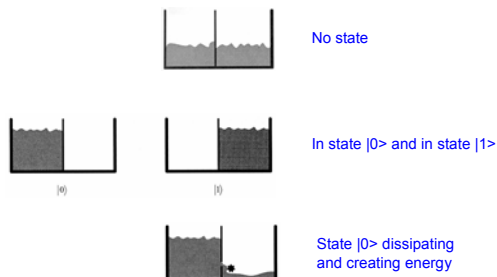 No state
In state |0> and in state |1>
|0⟩
|1⟩
State |0> dissipating
and creating energy